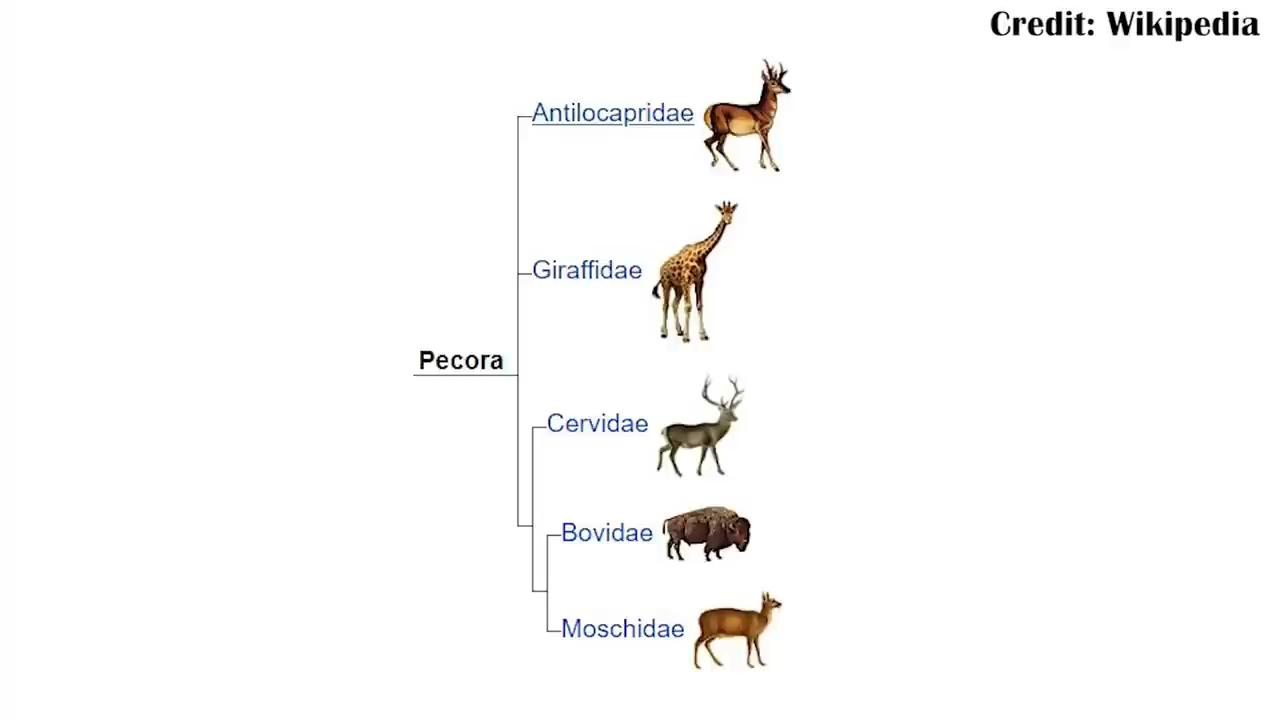 Credit: Wikipedia
Antilocapridae
Giraffidae
Pecora
Cervidae
Bovidae
Moschidae